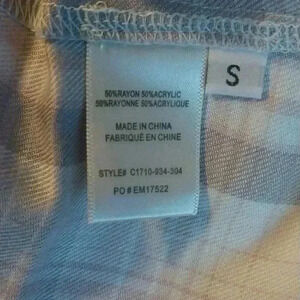 50%RAYON 50%ACRYLIC
50%RAYONNE 50%ACRYLIQUE
MADE IN CHINA
FABRIQUÉ EN CHINE
STYLE# C1710-934-304
PO # EM17522
S